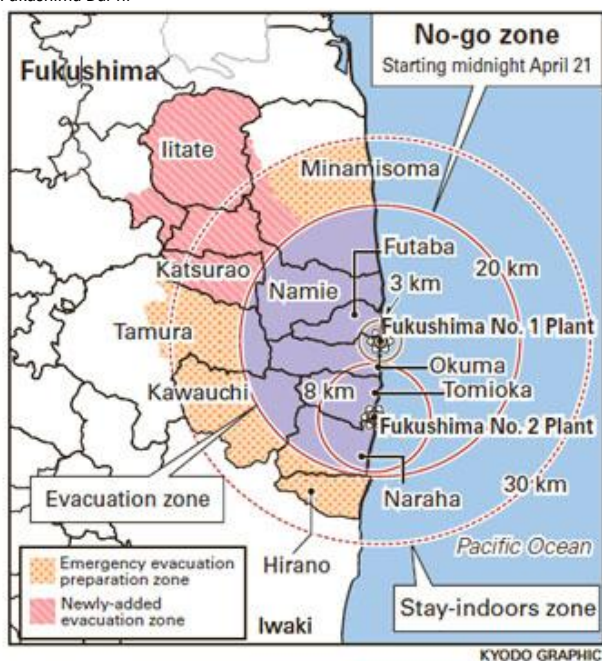 Fukushima
No-go zone
Starting midnight April 21
Fukushima
Iitate
Minamisoma
Futaba
Katsurao
Namie
3 km
20 km
Tamura
Fukushima No. 1 Plant
Okuma
Kawauchi
8 km
Tomioka
Fukushima No. 2 Plant
Evacuation zone
Naraha
30 km
Hirano
Pacific Ocean
Emergency evacuation
preparation zone
Newly-added
evacuation zone
Iwaki
Stay-indoors zone
KYODO GRAPHIC